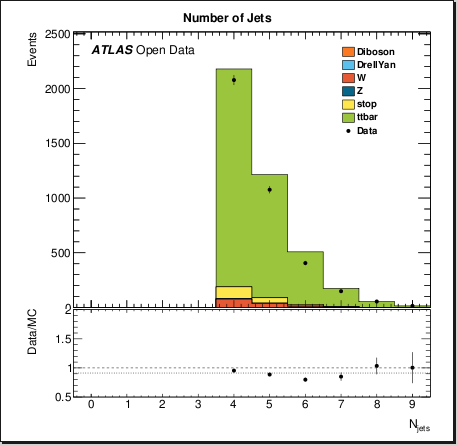 Number of Jets
Events
2500
2000
1500
1000
500
0
ATLAS Open Data
Diboson
DrellYan
W
Z
stop
ttbar
Data
Data/MC
2
1.5
1
0.5
0 1 2 3 4 5 6 7 8 9
Njets